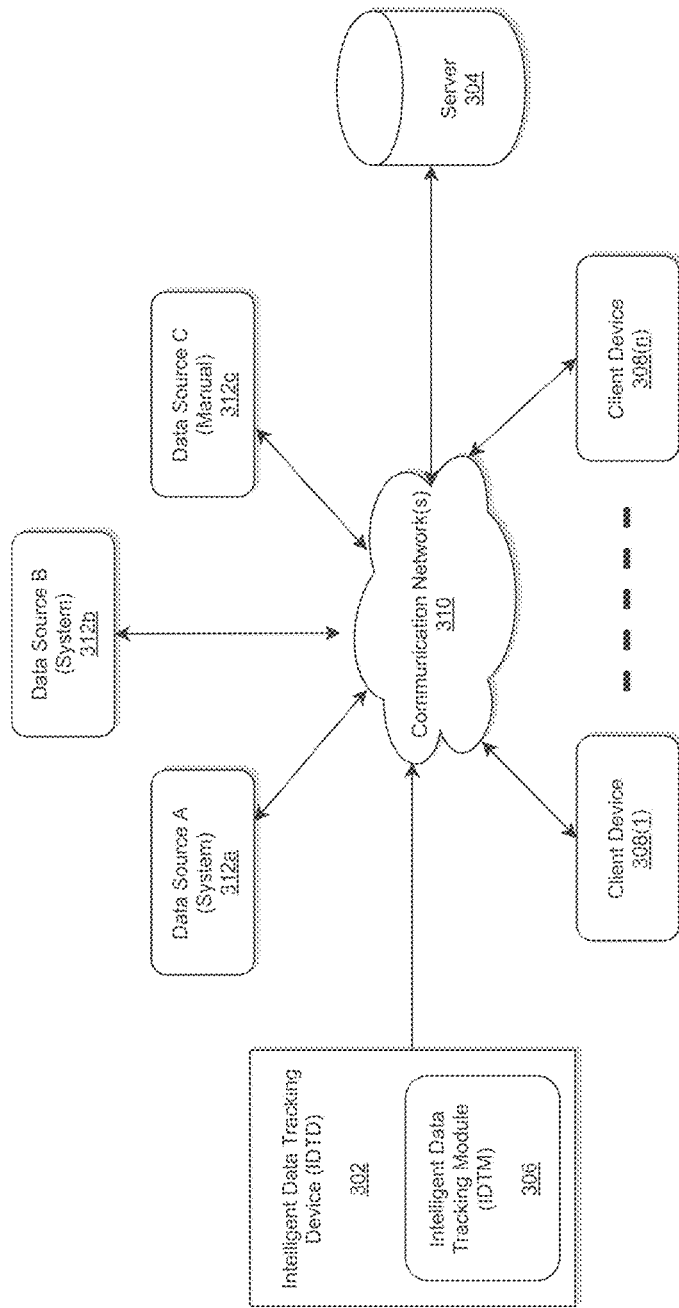 Intelligent Data Tracking
Device (IDTD)
302
Intelligent Data
Tracking Module
(IDTM)
306
Data Source A
(System)
312a
Data Source B
(System)
312b
Data Source C
(Manual)
312c
Communication Network(s)
310
Server
304
Client Device
308(1)
Client Device
308(n)